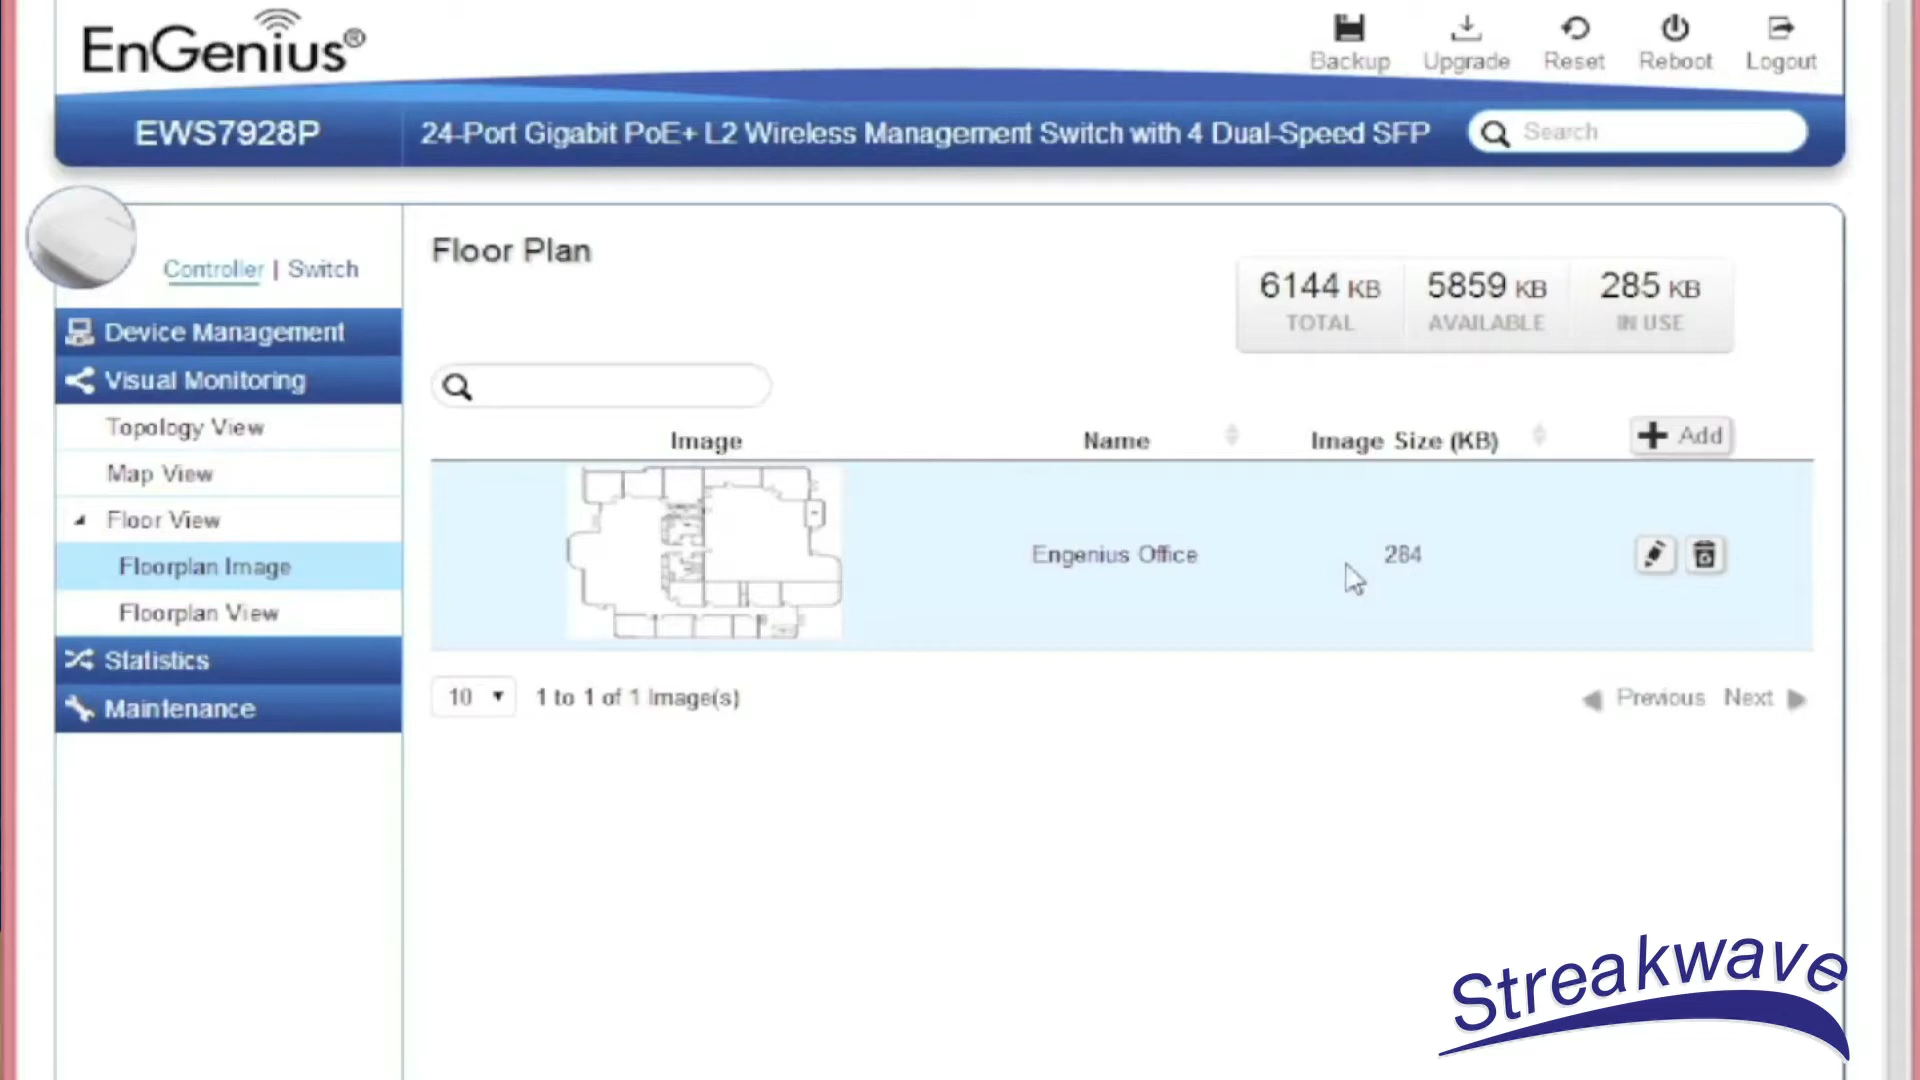 EnGenius®
Backup Upgrade Reset Reboot Logout
EWS7928P
24-Port Gigabit PoE+ L2 Wireless Management Switch with 4 Dual-Speed SFP
Search
Controller | Switch
Device Management
Visual Monitoring
Topology View
Map View
Floor View
Floorplan Image
Floorplan View
Statistics
Maintenance
Floor Plan
6144 KB 5859 KB 285 KB
TOTAL AVAILABLE IN USE
Image Name Image Size (KB) Add
Engenius Office 284
10 1 to 1 of 1 Image(s) Previous Next
Streakwave